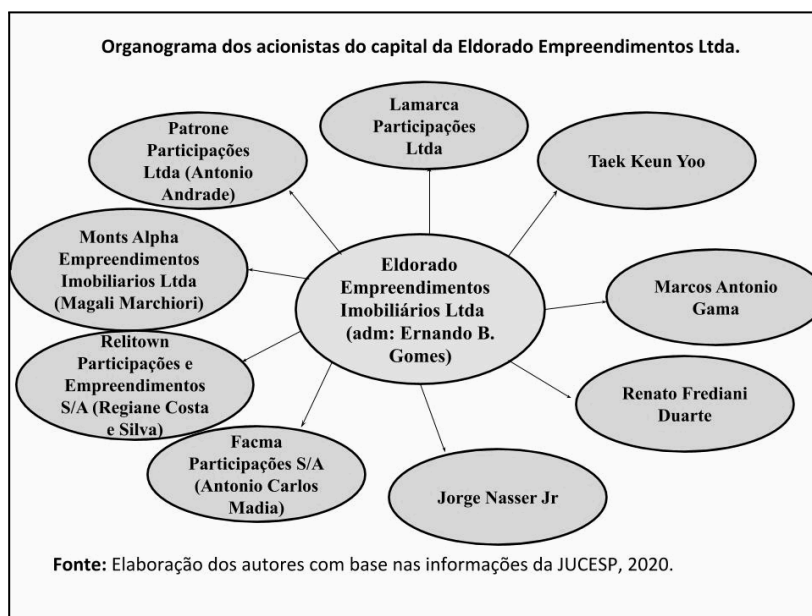 Organograma dos acionistas do capital da Eldorado Empreendimentos Ltda.
Lamarca
Participações
Ltda
Patrone
Participações
Ltda (Antonio
Andrade)
Taek Keun Yoo
Monts Alpha
Empreendimentos
Imobiliarios Ltda
(Magali Marchiori)
Eldorado
Empreendimentos
Imobiliários Ltda
(adm: Ernando B.
Gomes)
Marcos Antonio
Gama
Relitown
Participações e
Empreendimentos
S/A (Regiane Costa
e Silva)
Renato Frediani
Duarte
Facma
Participações S/A
(Antonio Carlos
Madia)
Jorge Nasser Jr
Fonte: Elaboração dos autores com base nas informações da JUCESP, 2020.